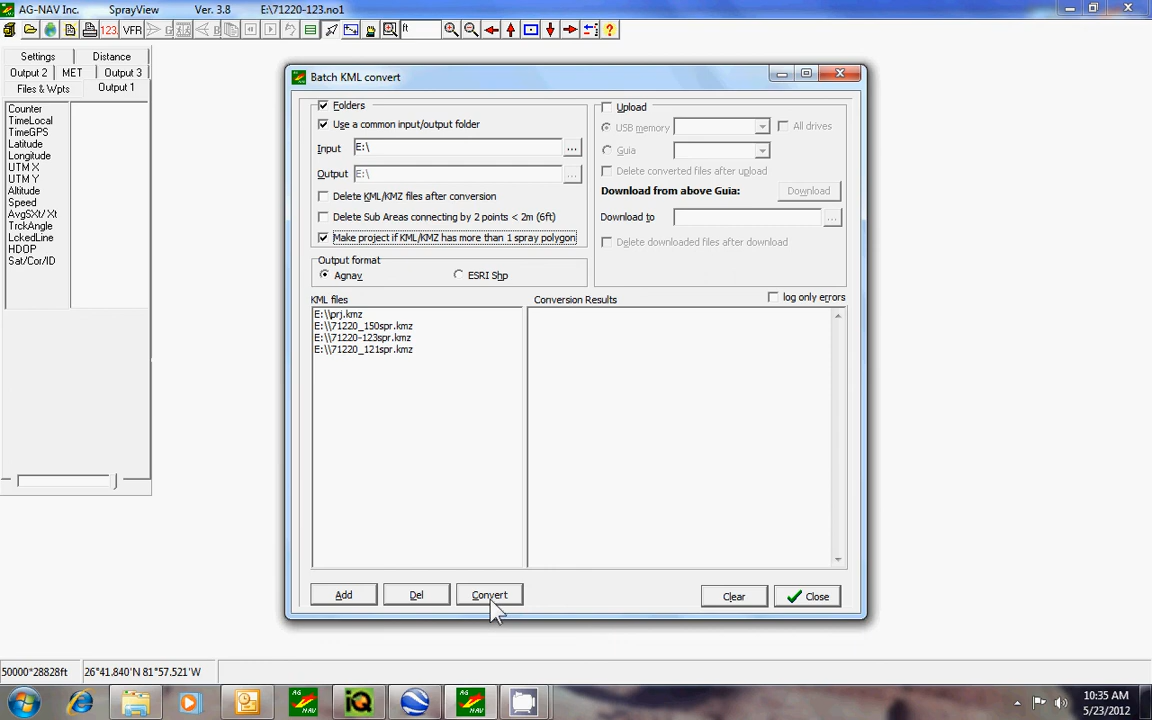 AG-NAV Inc. SprayView Ver. 3.8 E:\71220-123.no1
123. VFR ft ?
Settings Distance
Output 2 MET Output 3
Files & Wpts Output 1
Counter
TimeLocal
TimeGPS
Latitude
Longitude
UTM X
UTM Y
Altitude
Speed
AvgSXt/ Xt
TrckAngle
LckedLine
HDOP
Sat/Cor/ID
Batch KML convert
Folders
Use a common input/output folder
Input E:\ ...
Output E:\ ...
Delete KML/KMZ files after conversion
Delete Sub Areas connecting by 2 points < 2m (6ft)
Make project if KML/KMZ has more than 1 spray polygon
Upload
USB memory All drives
Guia
Delete converted files after upload
Download from above Guia: Download
Download to ...
Delete downloaded files after download
Output format
Agnav ESRI Shp
KML files Conversion Results log only errors
E:\\prj.kmz
E:\\71220_150spr.kmz
E:\\71220-123spr.kmz
E:\\71220_121spr.kmz
Add Del Convert Clear Close
50000*28828ft 26°41.840'N 81°57.521'W
AG NAV iQ AG NAV
10:35 AM
5/23/2012